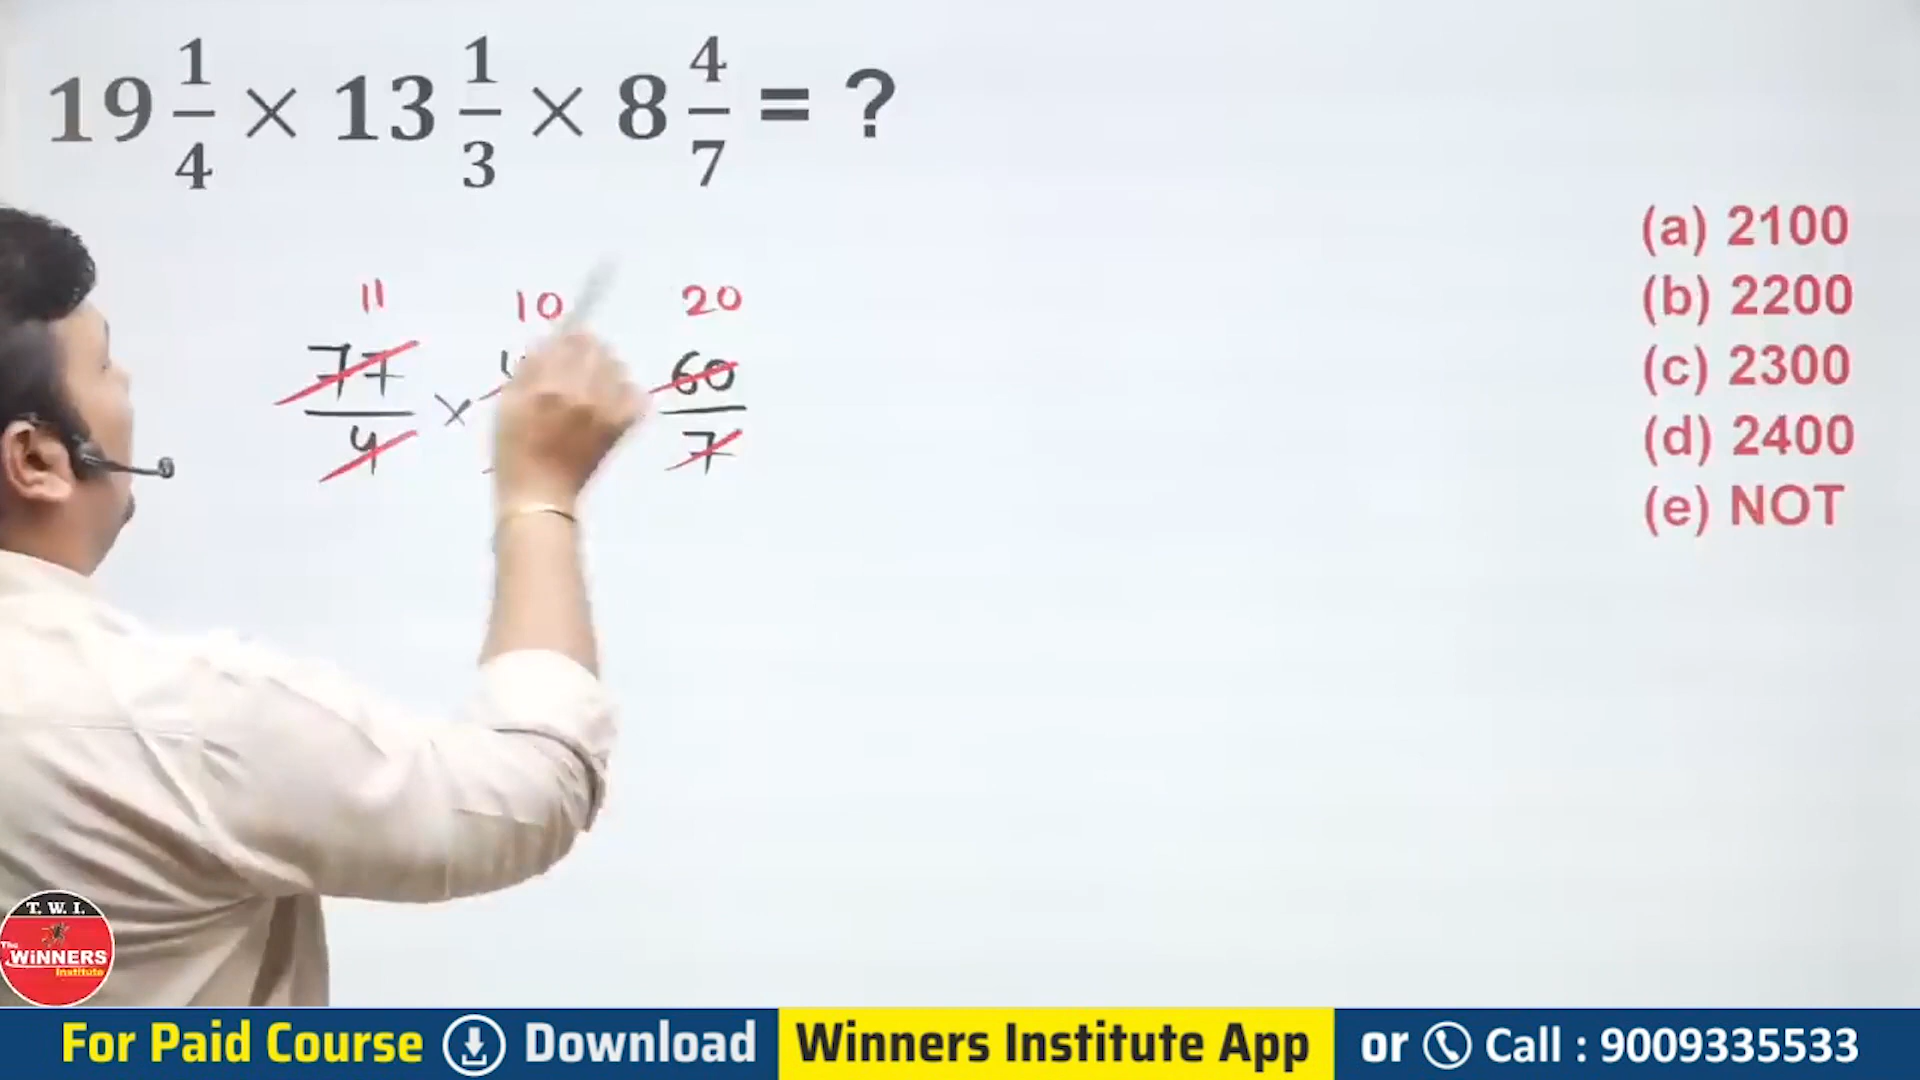 19 1/4 × 13 1/3 × 8 4/7 = ?
(a) 2100
(b) 2200
(c) 2300
(d) 2400
(e) NOT
11 10 20
77/4 × 60/7
T. W. I.
The WiNNERS Institute
For Paid Course Download Winners Institute App or Call : 9009335533